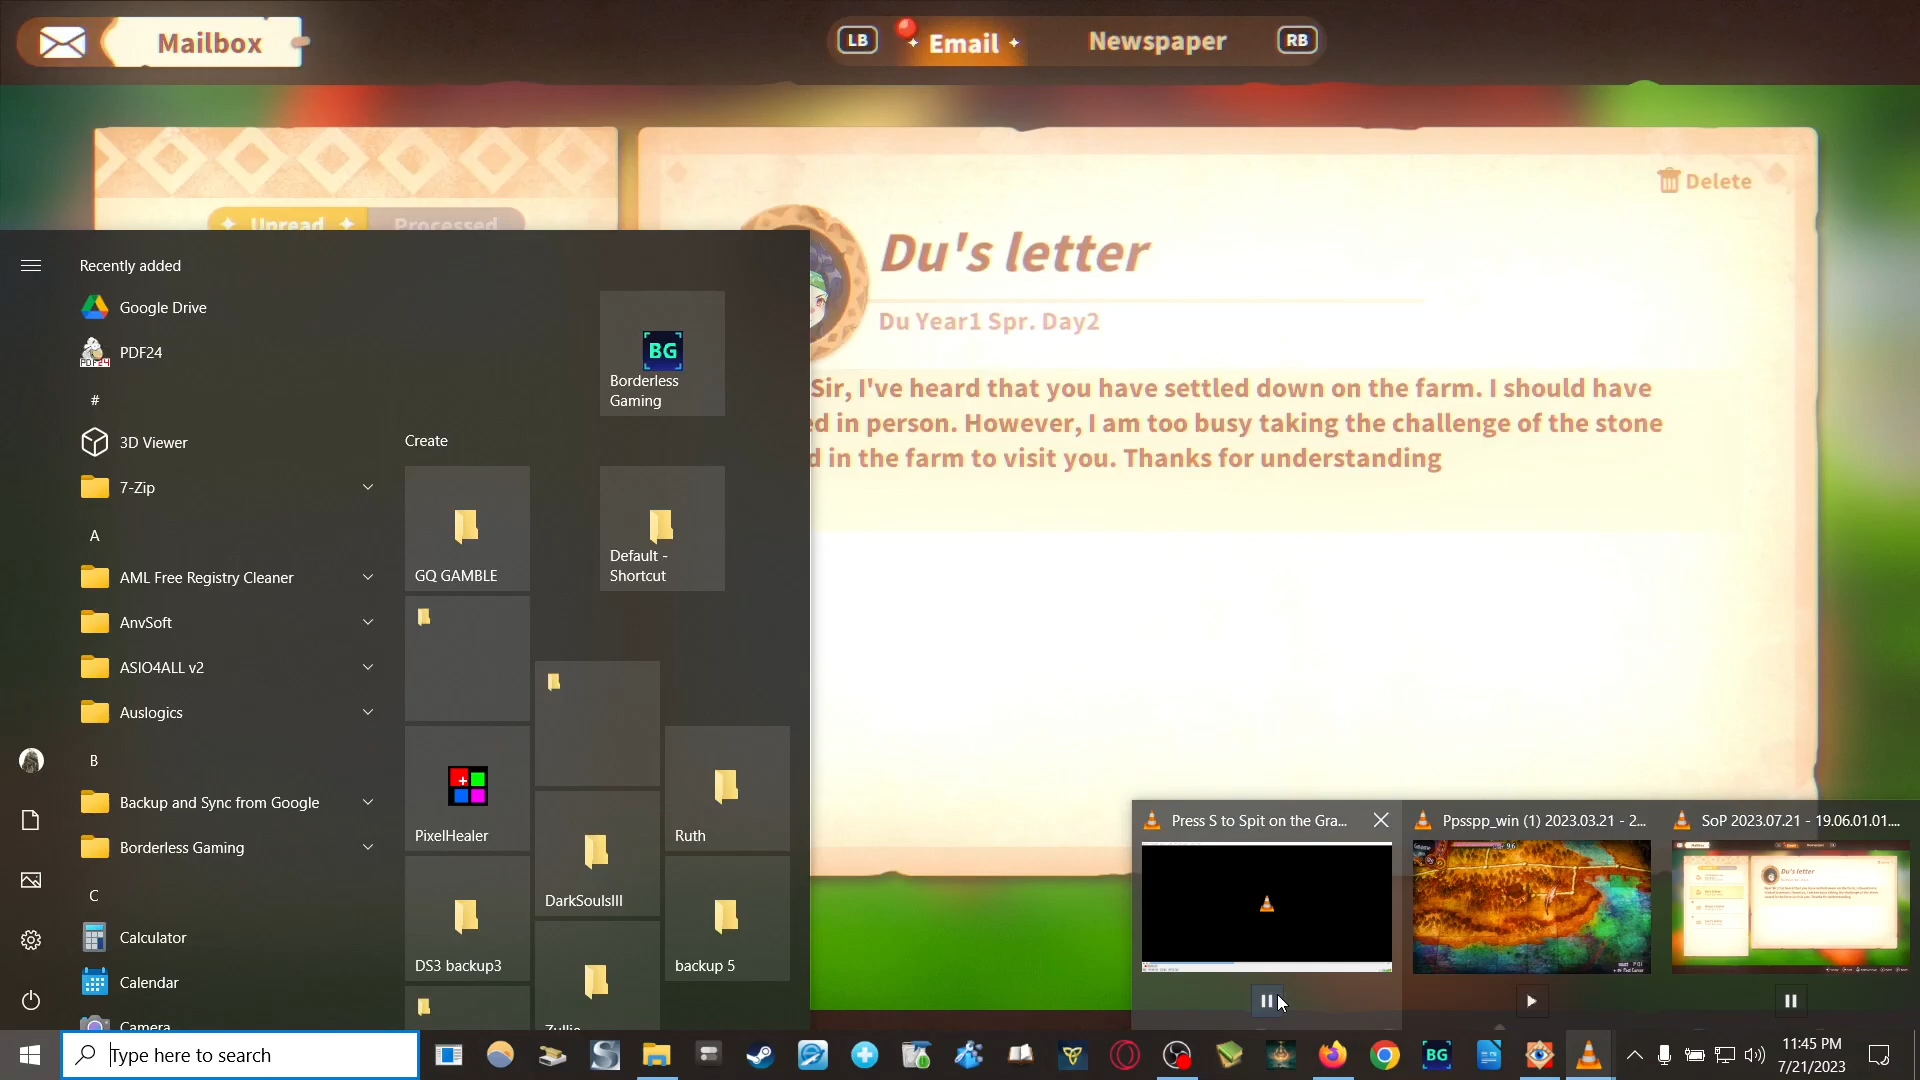 Mailbox
LB
Email
Newspaper
RB
Unread
Processed
Delete
Du's letter
Du Year1 Spr. Day2
Sir, I've heard that you have settled down on the farm. I should have
d in person. However, I am too busy taking the challenge of the stone
d in the farm to visit you. Thanks for understanding
Recently added
Google Drive
PDF24
#
3D Viewer
7-Zip
A
AML Free Registry Cleaner
AnvSoft
ASIO4ALL v2
Auslogics
B
Backup and Sync from Google
Borderless Gaming
C
Calculator
Calendar
Camera
BG
Borderless
Gaming
Create
GQ GAMBLE
Default -
Shortcut
PixelHealer
Ruth
DarkSoulsIII
DS3 backup3
backup 5
Zullie
Press S to Spit on the Gra...
Ppsspp_win (1) 2023.03.21 - 2...
SoP 2023.07.21 - 19.06.01.01....
Du's letter
Type here to search
BG
11:45 PM
7/21/2023